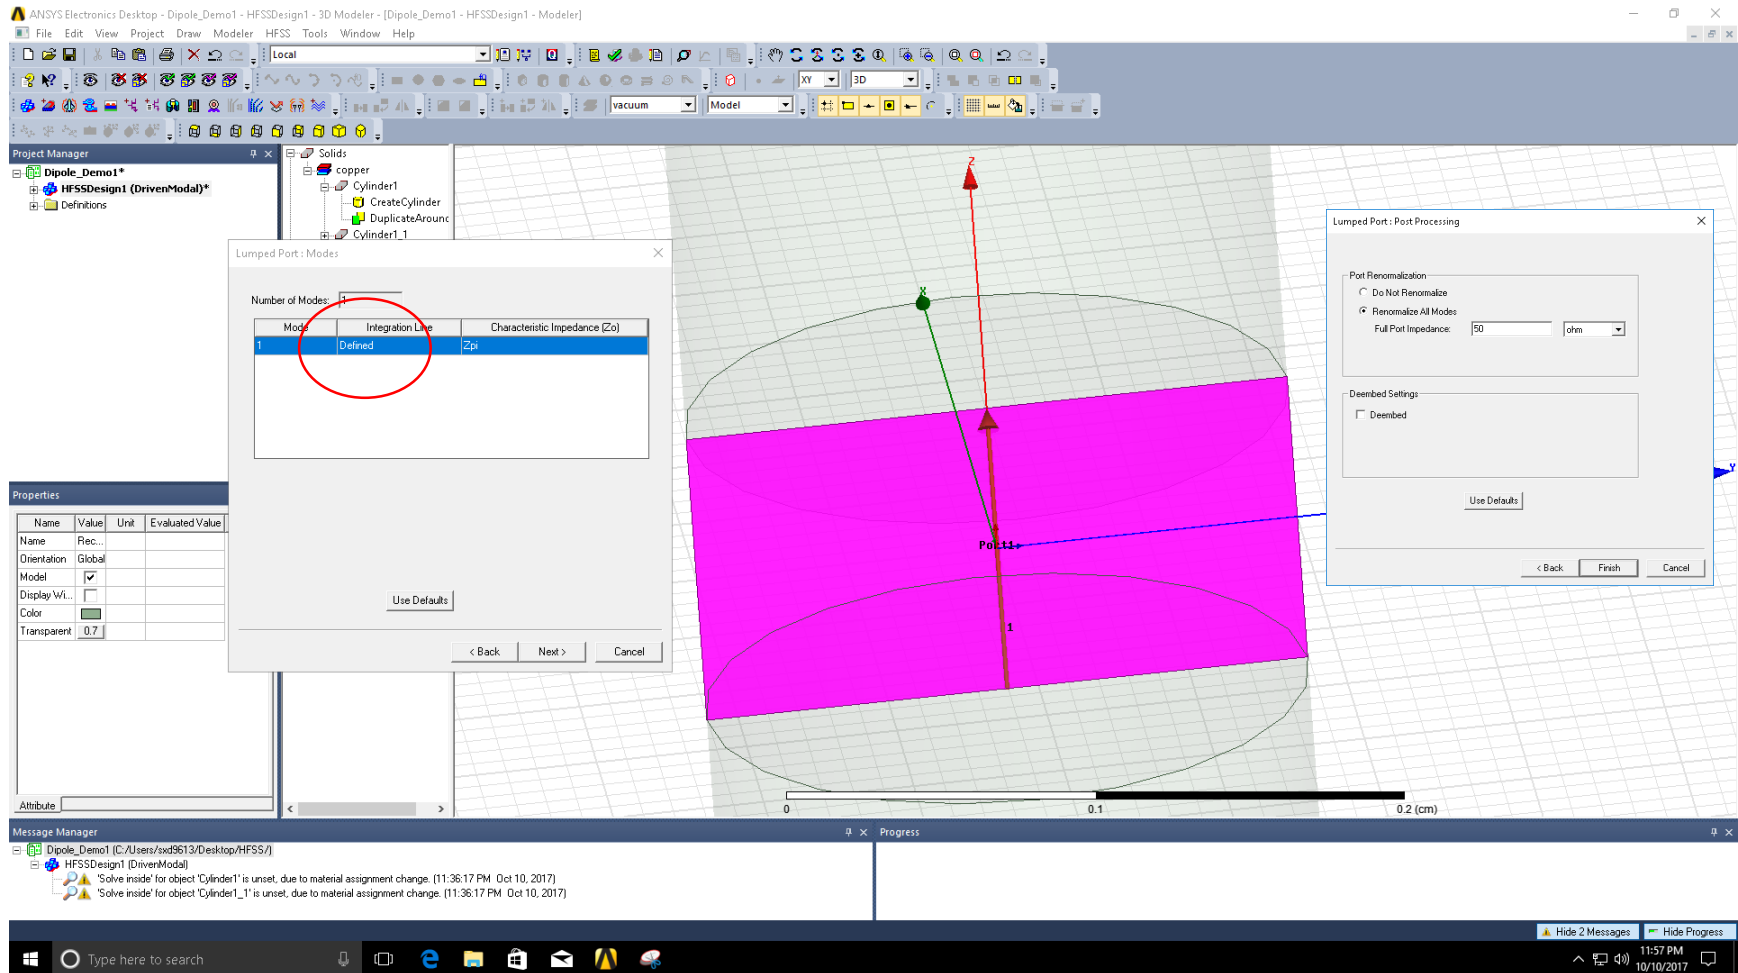 ANSYS Electronics Desktop - Dipole_Demo1 - HFSSDesign1 - 3D Modeler - [Dipole_Demo1 - HFSSDesign1 - Modeler]
File Edit View Project Draw Modeler HFSS Tools Window Help
Local
XY 3D
vacuum Model
Project Manager
Dipole_Demo1*
HFSSDesign1 (DrivenModal)*
Definitions
Solids
copper
Cylinder1
CreateCylinder
DuplicateAround
Cylinder1_1
Lumped Port : Modes
Number of Modes: 1
Mode Integration Line Characteristic Impedance (Zo)
1 Defined Zpi
Use Defaults
< Back Next > Cancel
Properties
Name Value Unit Evaluated Value
Name Rec...
Orientation Global
Model
Display Wi...
Color
Transparent 0.7
Attribute
Z
X
Y
Port1
1
0 0.1 0.2 (cm)
Lumped Port : Post Processing
Port Renormalization
Do Not Renormalize
Renormalize All Modes
Full Port Impedance: 50 ohm
Deembed Settings
Deembed
Use Defaults
< Back Finish Cancel
Message Manager
Dipole_Demo1 (C:/Users/sxd9613/Desktop/HFSS/)
HFSSDesign1 (DrivenModal)
'Solve inside' for object 'Cylinder1' is unset, due to material assignment change. (11:36:17 PM Oct 10, 2017)
'Solve inside' for object 'Cylinder1_1' is unset, due to material assignment change. (11:36:17 PM Oct 10, 2017)
Progress
Hide 2 Messages Hide Progress
Type here to search
11:57 PM
10/10/2017